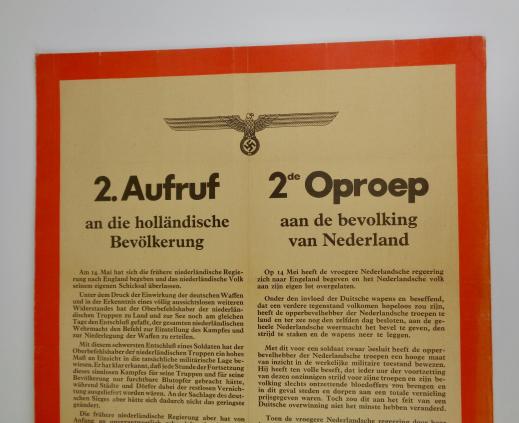 2. Aufruf
an die holländische
Bevölkerung
Am 14. Mai hat sich die frühere niederländische Regie-
rung nach England begeben und das niederländische Volk
seinem eigenen Schicksal überlassen.
Unter dem Druck der Einwirkung der deutschen Waffen
und in der Erkenntnis eines völlig aussichtslosen weiteren
Widerstandes hat der Oberbefehlshaber der niederlän-
dischen Truppen zu Land und zur See noch am gleichen
Tage den Entschluß gefaßt, der gesamten niederländischen
Wehrmacht den Befehl zur Einstellung des Kampfes und
zur Niederlegung der Waffen zu erteilen.
Mit diesem schweren Entschluß eines Soldaten hat der
Oberbefehlshaber der niederländischen Truppen ein hohes
Maß an Einsicht in die tatsächliche militärische Lage be-
wiesen. Er hat klar erkannt, daß jede Stunde der Fortsetzung
dieses sinnlosen Kampfes für seine Truppen und für seine
Bevölkerung nur furchtbare Blutopfer gebracht hätte,
während Städte und Dörfer dabei der restlosen Vernich-
tung ausgeliefert worden wären. An der Sachlage des deut-
schen Sieges aber hätte sich dadurch nicht das geringste
geändert.
Die frühere niederländische Regierung aber hat von
Anfang an
2de Oproep
aan de bevolking
van Nederland
Op 14 Mei heeft de vroegere Nederlandsche regeering
zich naar Engeland begeven en het Nederlandsche volk
aan zijn eigen lot overgelaten.
Onder den invloed der Duitsche wapens en beseffend,
dat een verdere tegenstand volkomen hopeloos zou zijn,
heeft de opperbevelhebber der Nederlandsche troepen te
land en ter zee nog den zelfden dag besloten, aan de ge-
heele Nederlandsche weermacht het bevel te geven, den
strijd te staken en de wapens neer te leggen.
Met dit voor een soldaat zwaar besluit heeft de opper-
bevelhebber der Nederlandsche troepen een hooge maat
van inzicht in de werkelijke militaire toestand bewezen.
Hij heeft ten volle beseft, dat ieder uur der voortzetting
van dezen onzinnigen strijd voor zijne troepen en zijn be-
volking slechts ontzettende bloedoffers zou brengen en
in dit geval steden en dorpen aan een totale vernieling
prijsgegeven waren. Toch zou dit aan het feit van een
Duitsche overwinning niet het minste hebben veranderd.
Toen de vroegere Nederlandsche regeering door hare